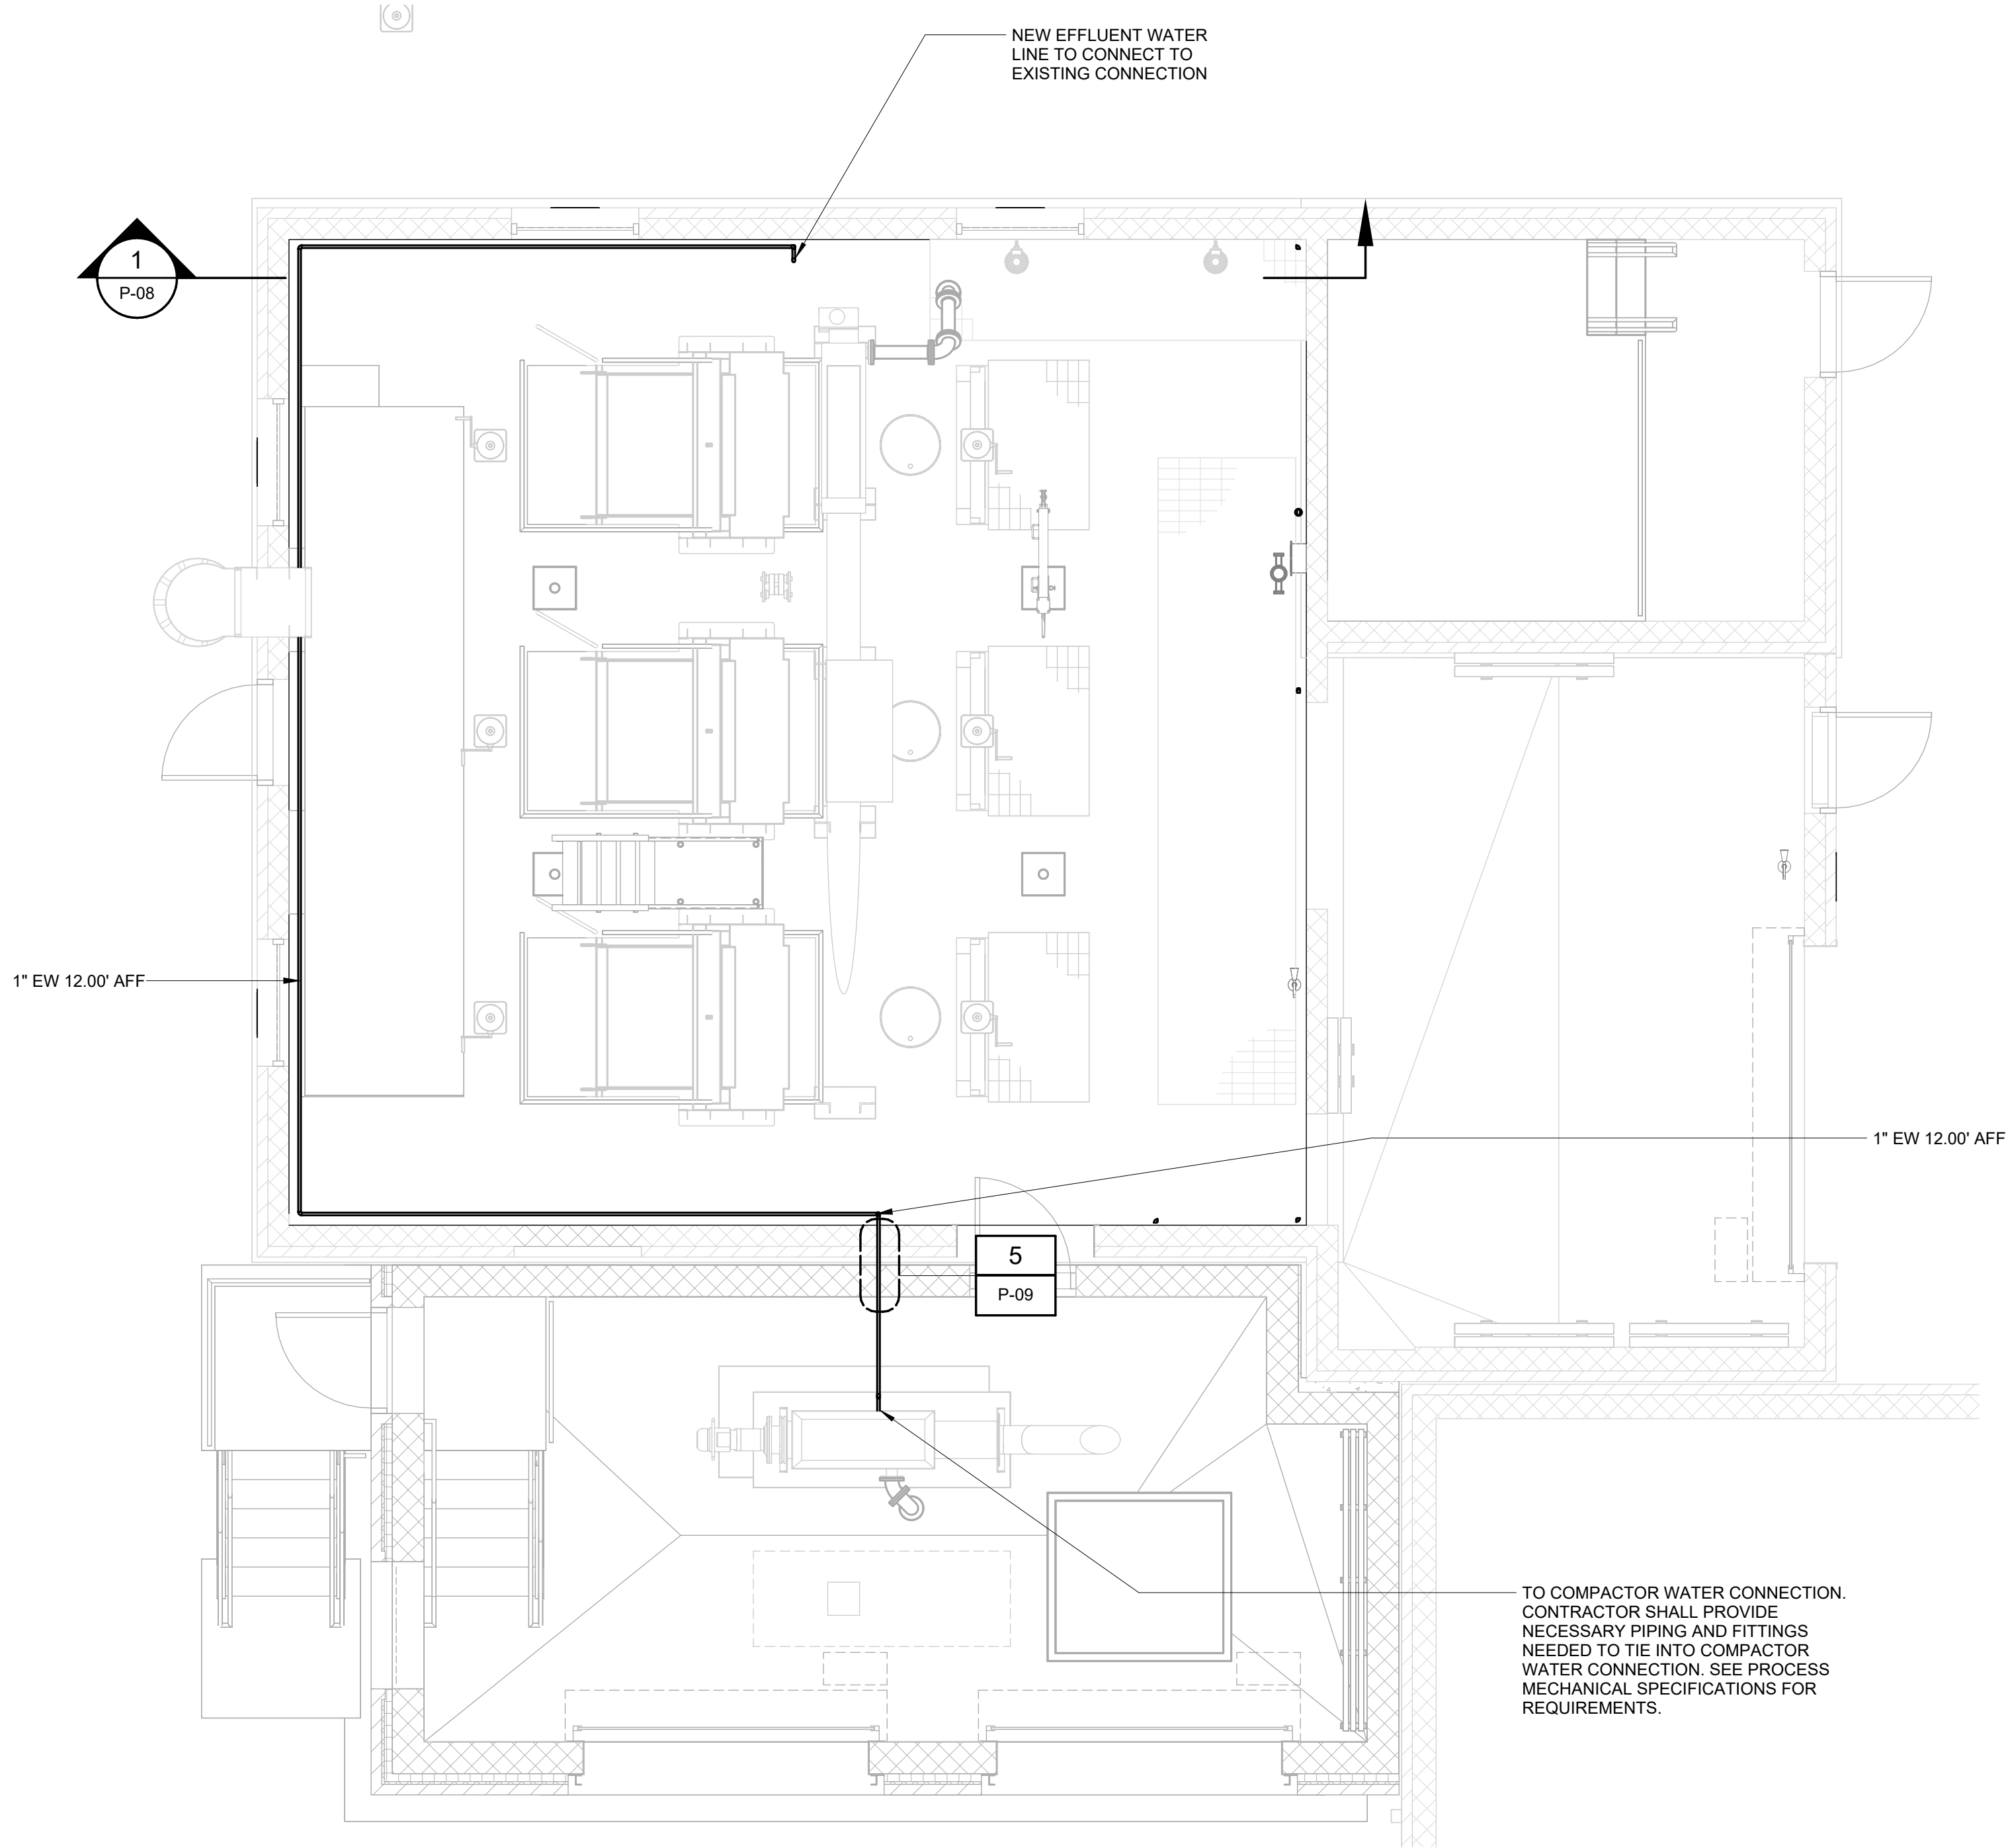 NEW EFFLUENT WATER
LINE TO CONNECT TO
EXISTING CONNECTION
1
P-08
1" EW 12.00' AFF
1" EW 12.00' AFF
5
P-09
TO COMPACTOR WATER CONNECTION.
CONTRACTOR SHALL PROVIDE
NECESSARY PIPING AND FITTINGS
NEEDED TO TIE INTO COMPACTOR
WATER CONNECTION. SEE PROCESS
MECHANICAL SPECIFICATIONS FOR
REQUIREMENTS.